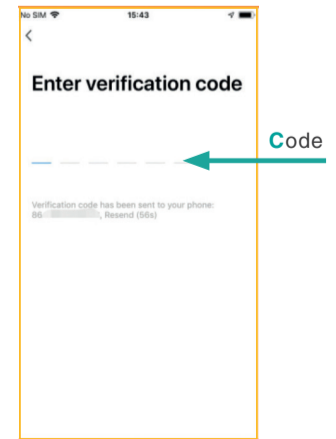 No SIM 15:43
Enter verification code
Code
Verification code has been sent to your phone:
86 , Resend (56s)